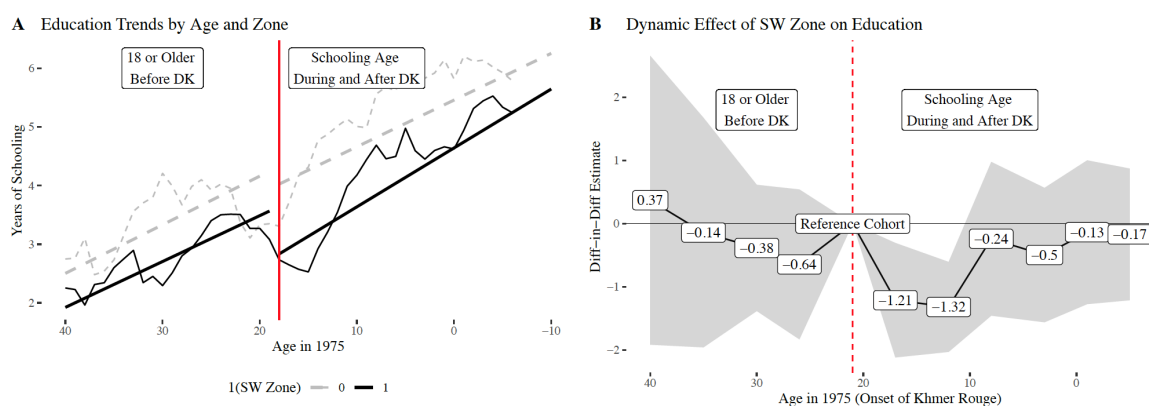 A Education Trends by Age and Zone
18 or Older
Before DK
Schooling Age
During and After DK
Years of Schooling
6
5
4
3
2
40
30
20
10
0
−10
Age in 1975
1(SW Zone) 0 1
B Dynamic Effect of SW Zone on Education
18 or Older
Before DK
Schooling Age
During and After DK
Diff−in−Diff Estimate
2
1
0
−1
−2
0.37
−0.14
−0.38
−0.64
Reference Cohort
−1.21
−1.32
−0.24
−0.5
−0.13
−0.17
40
30
20
10
0
Age in 1975 (Onset of Khmer Rouge)